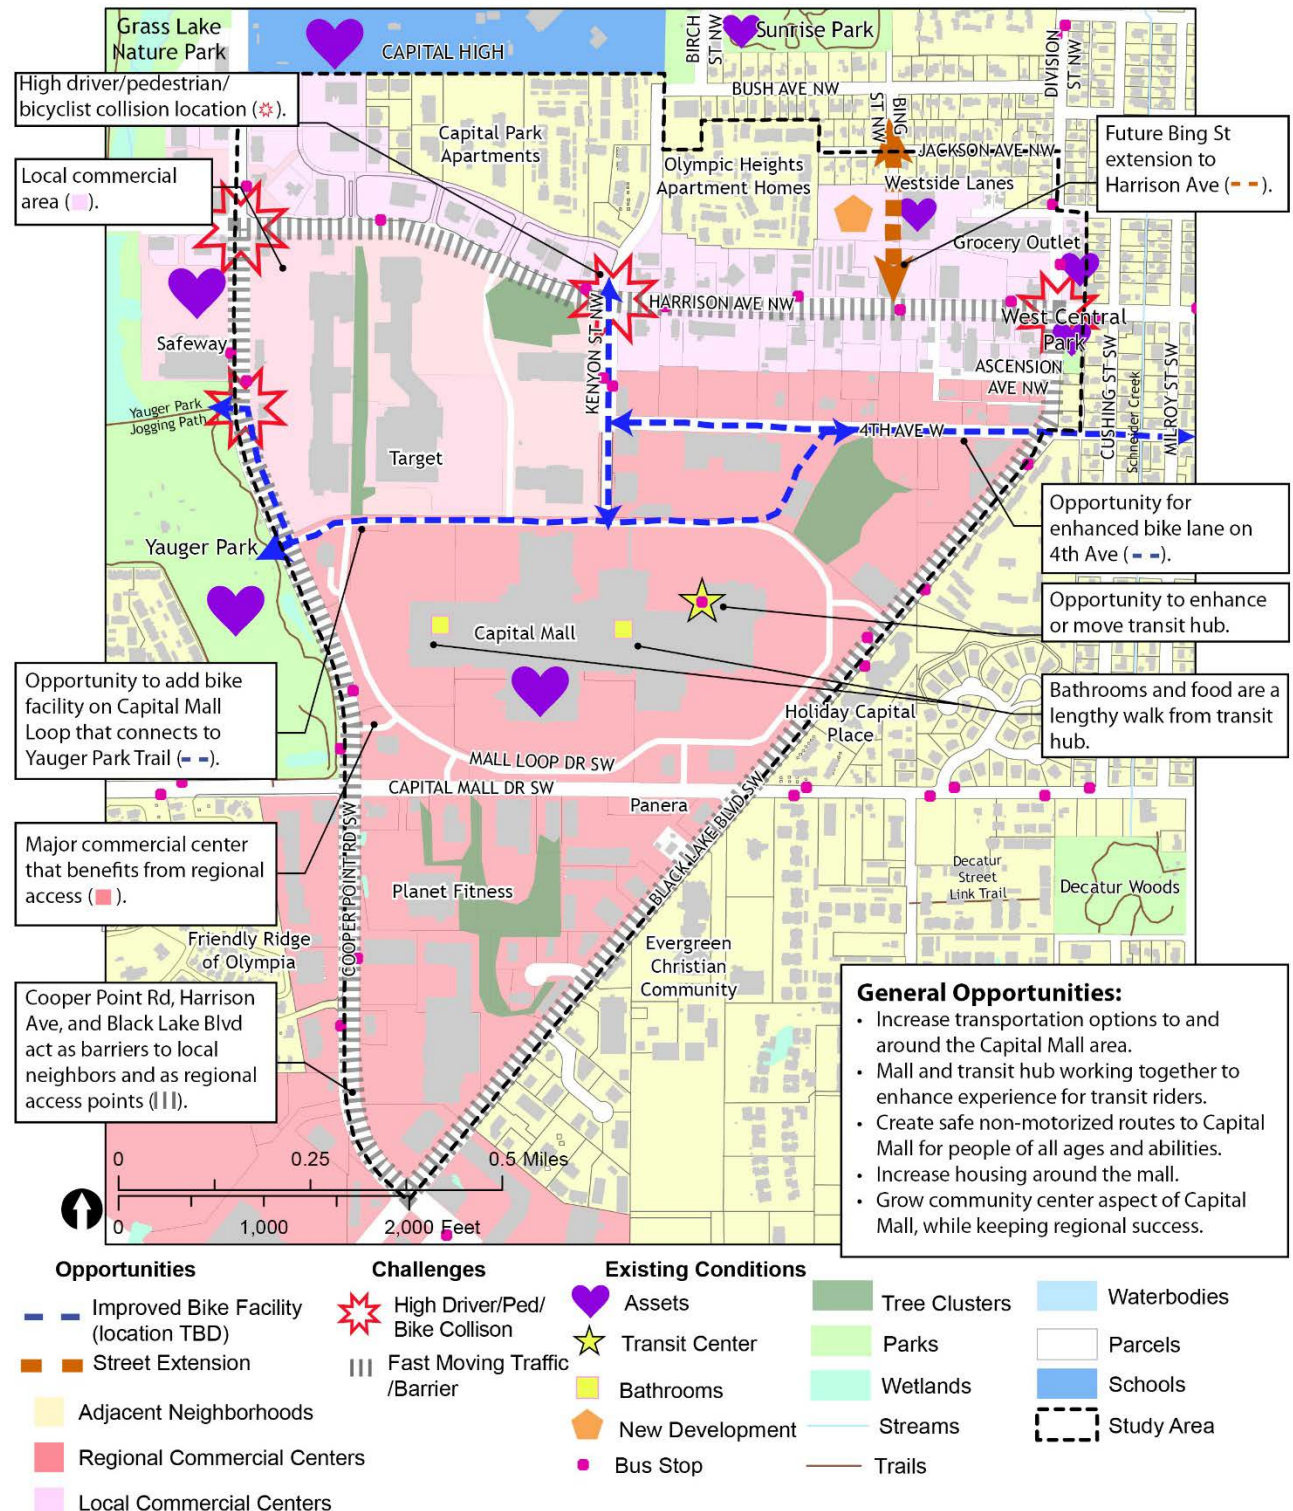 Grass Lake
Nature Park
CAPITAL HIGH
BIRCH
ST NW
Sunrise Park
DIVISION
ST NW
High driver/pedestrian/
bicyclist collision location ( ).
BUSH AVE NW
BING
ST NW
Capital Park
Apartments
Olympic Heights
Apartment Homes
JACKSON AVE NW
Westside Lanes
Future Bing St
extension to
Harrison Ave ( ).
Local commercial
area ( ).
Grocery Outlet
HARRISON AVE NW
West Central
Park
Safeway
KENYON ST NW
ASCENSION
AVE NW
Yauger Park
Jogging Path
4TH AVE W
CUSHING ST SW
Schneider Creek
MILROY ST SW
Target
Opportunity for
enhanced bike lane on
4th Ave ( ).
Yauger Park
Opportunity to enhance
or move transit hub.
Capital Mall
Opportunity to add bike
facility on Capital Mall
Loop that connects to
Yauger Park Trail ( ).
Bathrooms and food are a
lengthy walk from transit
hub.
Holiday Capital
Place
MALL LOOP DR SW
CAPITAL MALL DR SW
Panera
BLACK LAKE BLVD SW
Major commercial center
that benefits from regional
access ( ).
COOPER POINT RD SW
Planet Fitness
Decatur
Street
Link Trail
Decatur Woods
Friendly Ridge
of Olympia
Evergreen
Christian
Community
Cooper Point Rd, Harrison
Ave, and Black Lake Blvd
act as barriers to local
neighbors and as regional
access points ( ).
General Opportunities:
• Increase transportation options to and
around the Capital Mall area.
• Mall and transit hub working together to
enhance experience for transit riders.
• Create safe non-motorized routes to Capital
Mall for people of all ages and abilities.
• Increase housing around the mall.
• Grow community center aspect of Capital
Mall, while keeping regional success.
0 0.25 0.5 Miles
0 1,000 2,000 Feet
Opportunities
Improved Bike Facility
(location TBD)
Street Extension
Adjacent Neighborhoods
Regional Commercial Centers
Local Commercial Centers
Challenges
High Driver/Ped/
Bike Collison
Fast Moving Traffic
/Barrier
Existing Conditions
Assets
Transit Center
Bathrooms
New Development
Bus Stop
Tree Clusters
Parks
Wetlands
Streams
Trails
Waterbodies
Parcels
Schools
Study Area